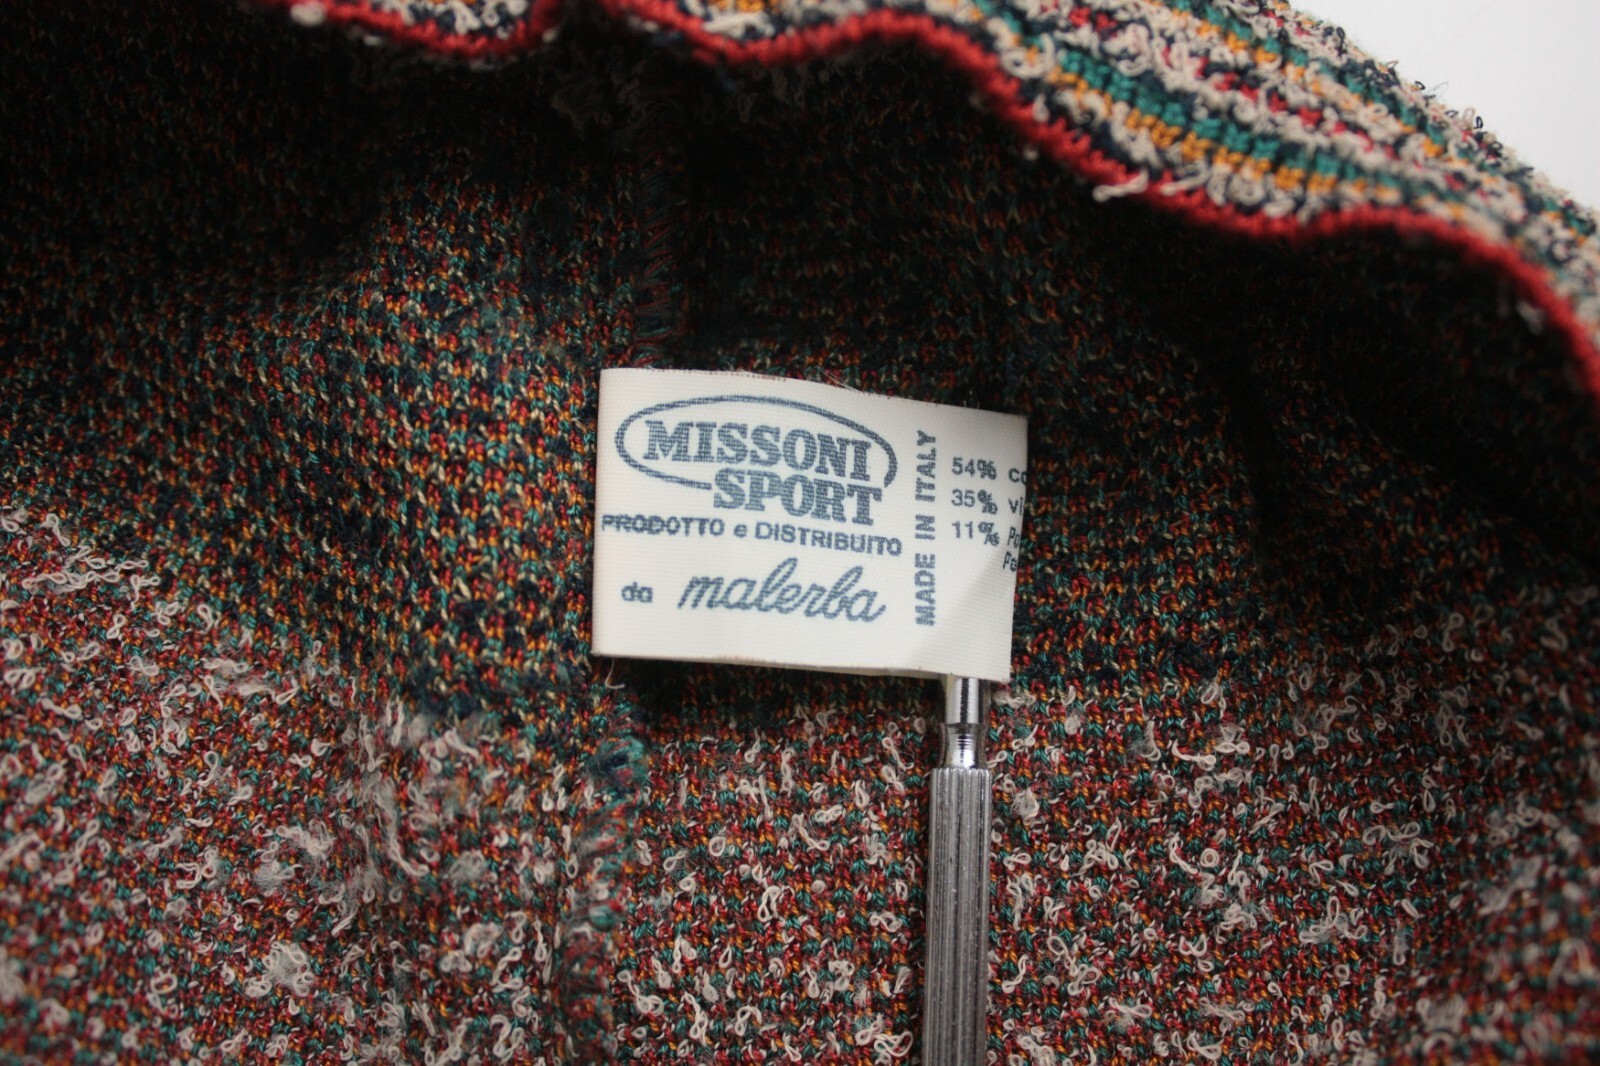 MISSONI
SPORT
PRODOTTO e DISTRIBUITO
da malerba
MADE IN ITALY
54%
35%
11%